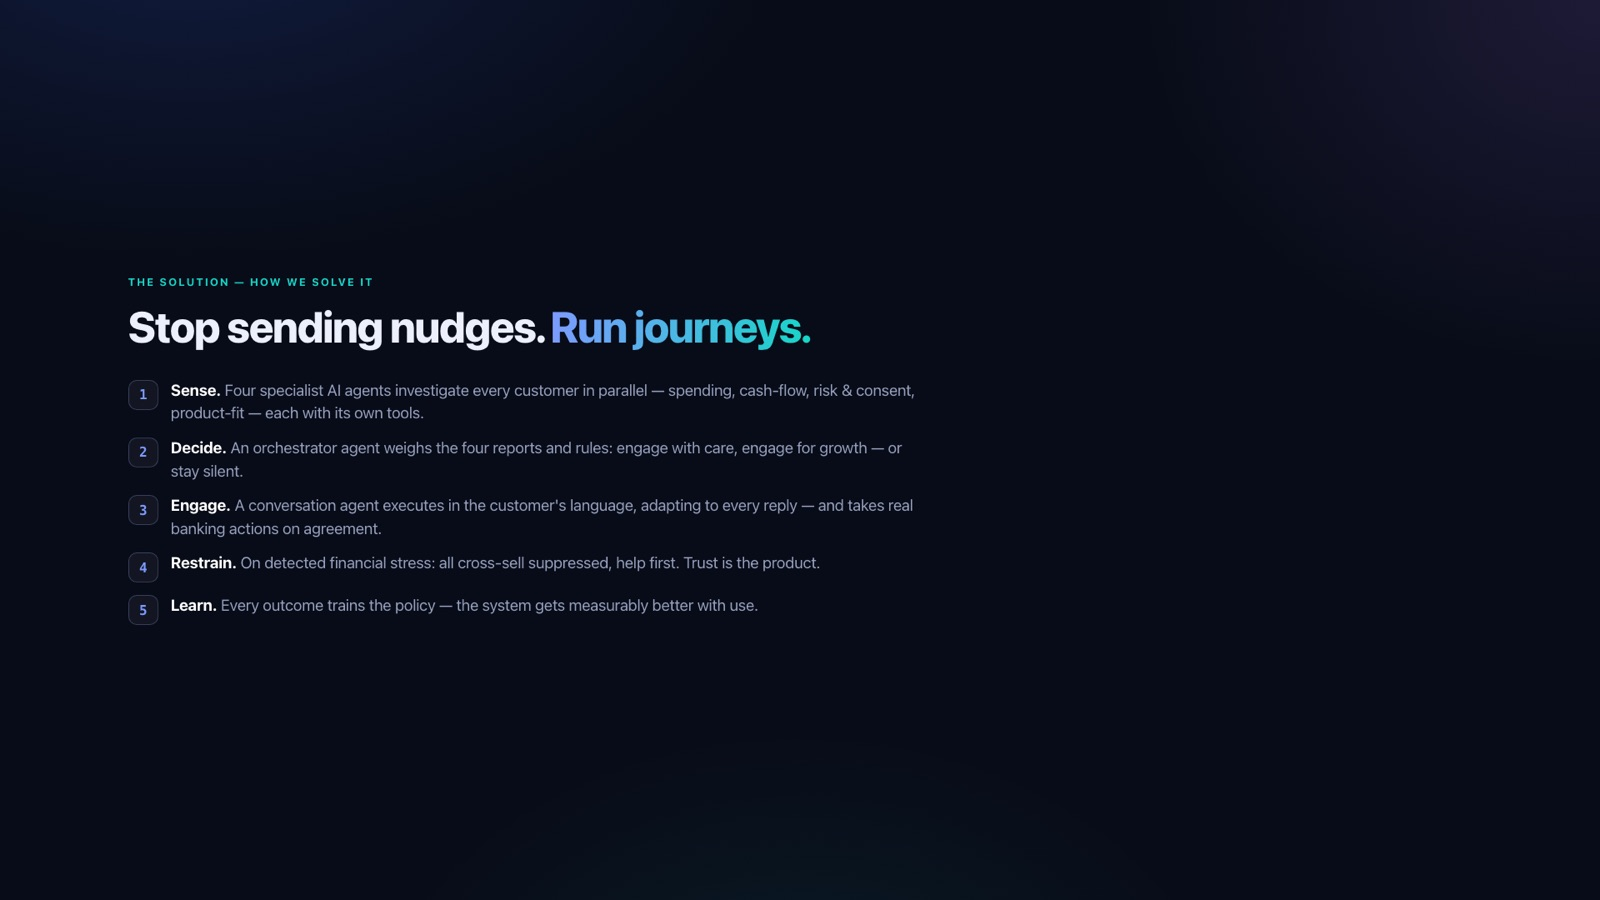 THE SOLUTION — HOW WE SOLVE IT
Stop sending nudges. Run journeys.
1 Sense. Four specialist AI agents investigate every customer in parallel — spending, cash-flow, risk & consent,
product-fit — each with its own tools.
2 Decide. An orchestrator agent weighs the four reports and rules: engage with care, engage for growth — or
stay silent.
3 Engage. A conversation agent executes in the customer's language, adapting to every reply — and takes real
banking actions on agreement.
4 Restrain. On detected financial stress: all cross-sell suppressed, help first. Trust is the product.
5 Learn. Every outcome trains the policy — the system gets measurably better with use.